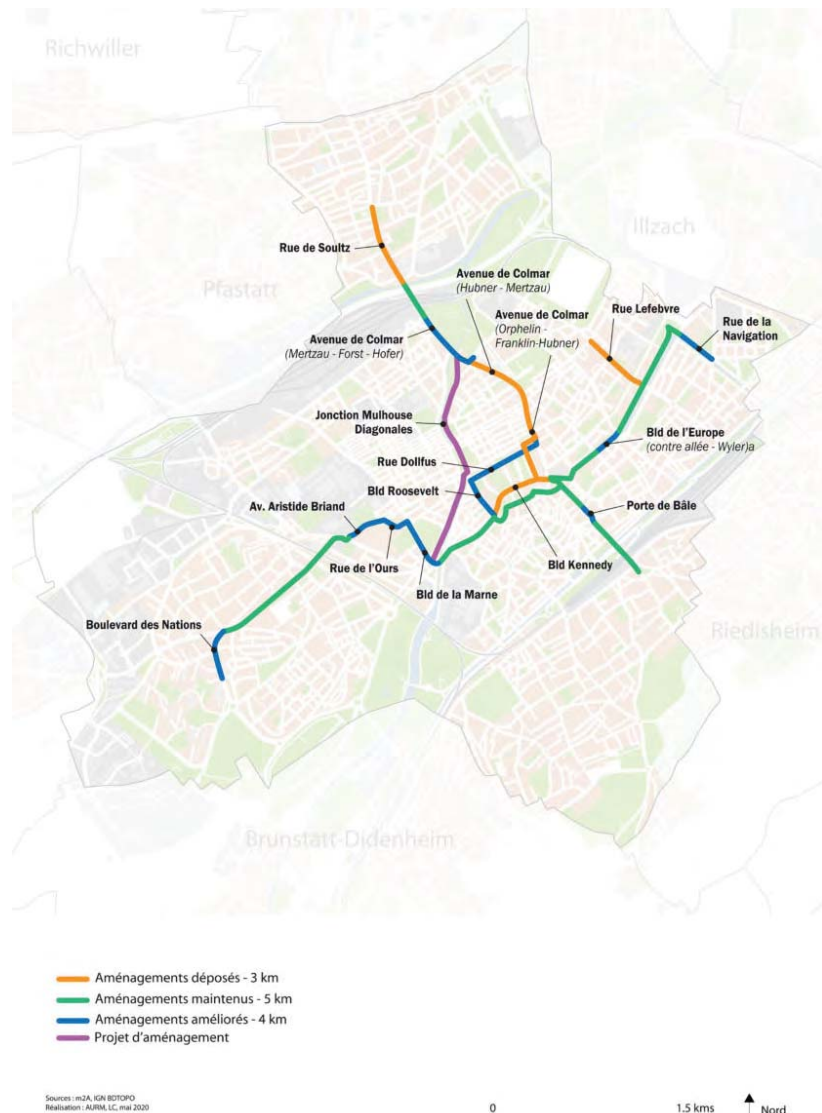 Richwiller
Illzach
Pfastatt
Rue de Soultz
Avenue de Colmar
(Hubner - Mertzau)
Avenue de Colmar
(Orphelin -
Franklin-Hubner)
Rue Lefebvre
Rue de la
Navigation
Avenue de Colmar
(Mertzau - Forst - Hofer)
Jonction Mulhouse
Diagonales
Bld de l'Europe
(contre allée - Wyler)a
Rue Dollfus
Bld Roosevelt
Av. Aristide Briand
Porte de Bâle
Rue de l'Ours
Bld Kennedy
Bld de la Marne
Boulevard des Nations
Riedisheim
Brunstatt-Didenheim
Aménagements déposés - 3 km
Aménagements maintenus - 5 km
Aménagements améliorés - 4 km
Projet d'aménagement
Sources : m2A, IGN BDTOPO
Réalisation : AURM, LC, mai 2020
0
1.5 kms
Nord